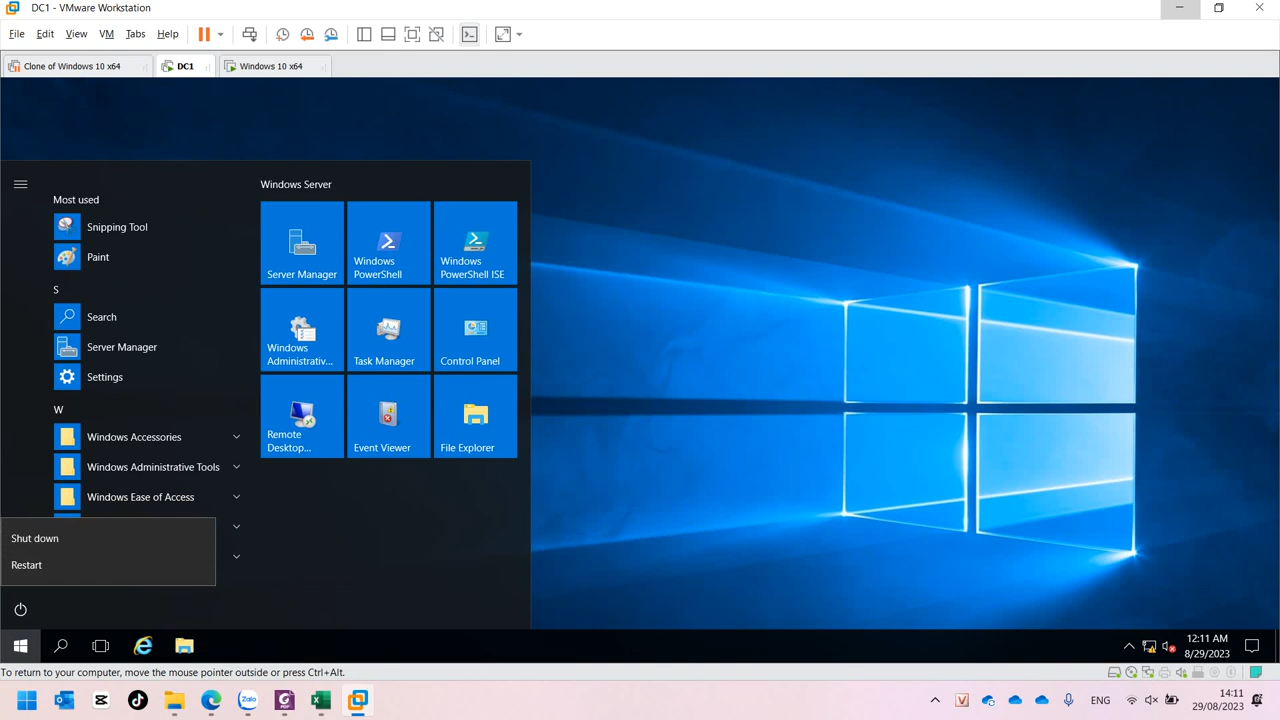 DC1 - VMware Workstation
File Edit View VM Tabs Help
Clone of Windows 10 x64
DC1
Windows 10 x64
Most used
Snipping Tool
Paint
S
Search
Server Manager
Settings
W
Windows Accessories
Windows Administrative Tools
Windows Ease of Access
Shut down
Restart
Windows Server
Server Manager
Windows
PowerShell
Windows
PowerShell ISE
Windows
Administrativ...
Task Manager
Control Panel
Remote
Desktop...
Event Viewer
File Explorer
12:11 AM
8/29/2023
To return to your computer, move the mouse pointer outside or press Ctrl+Alt.
Zalo
PDF
ENG
14:11
29/08/2023